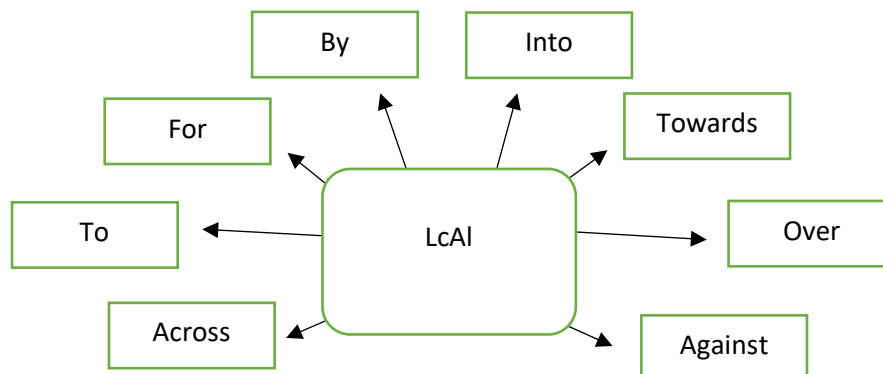 By
Into
For
Towards
To
LcAl
Over
Across
Against